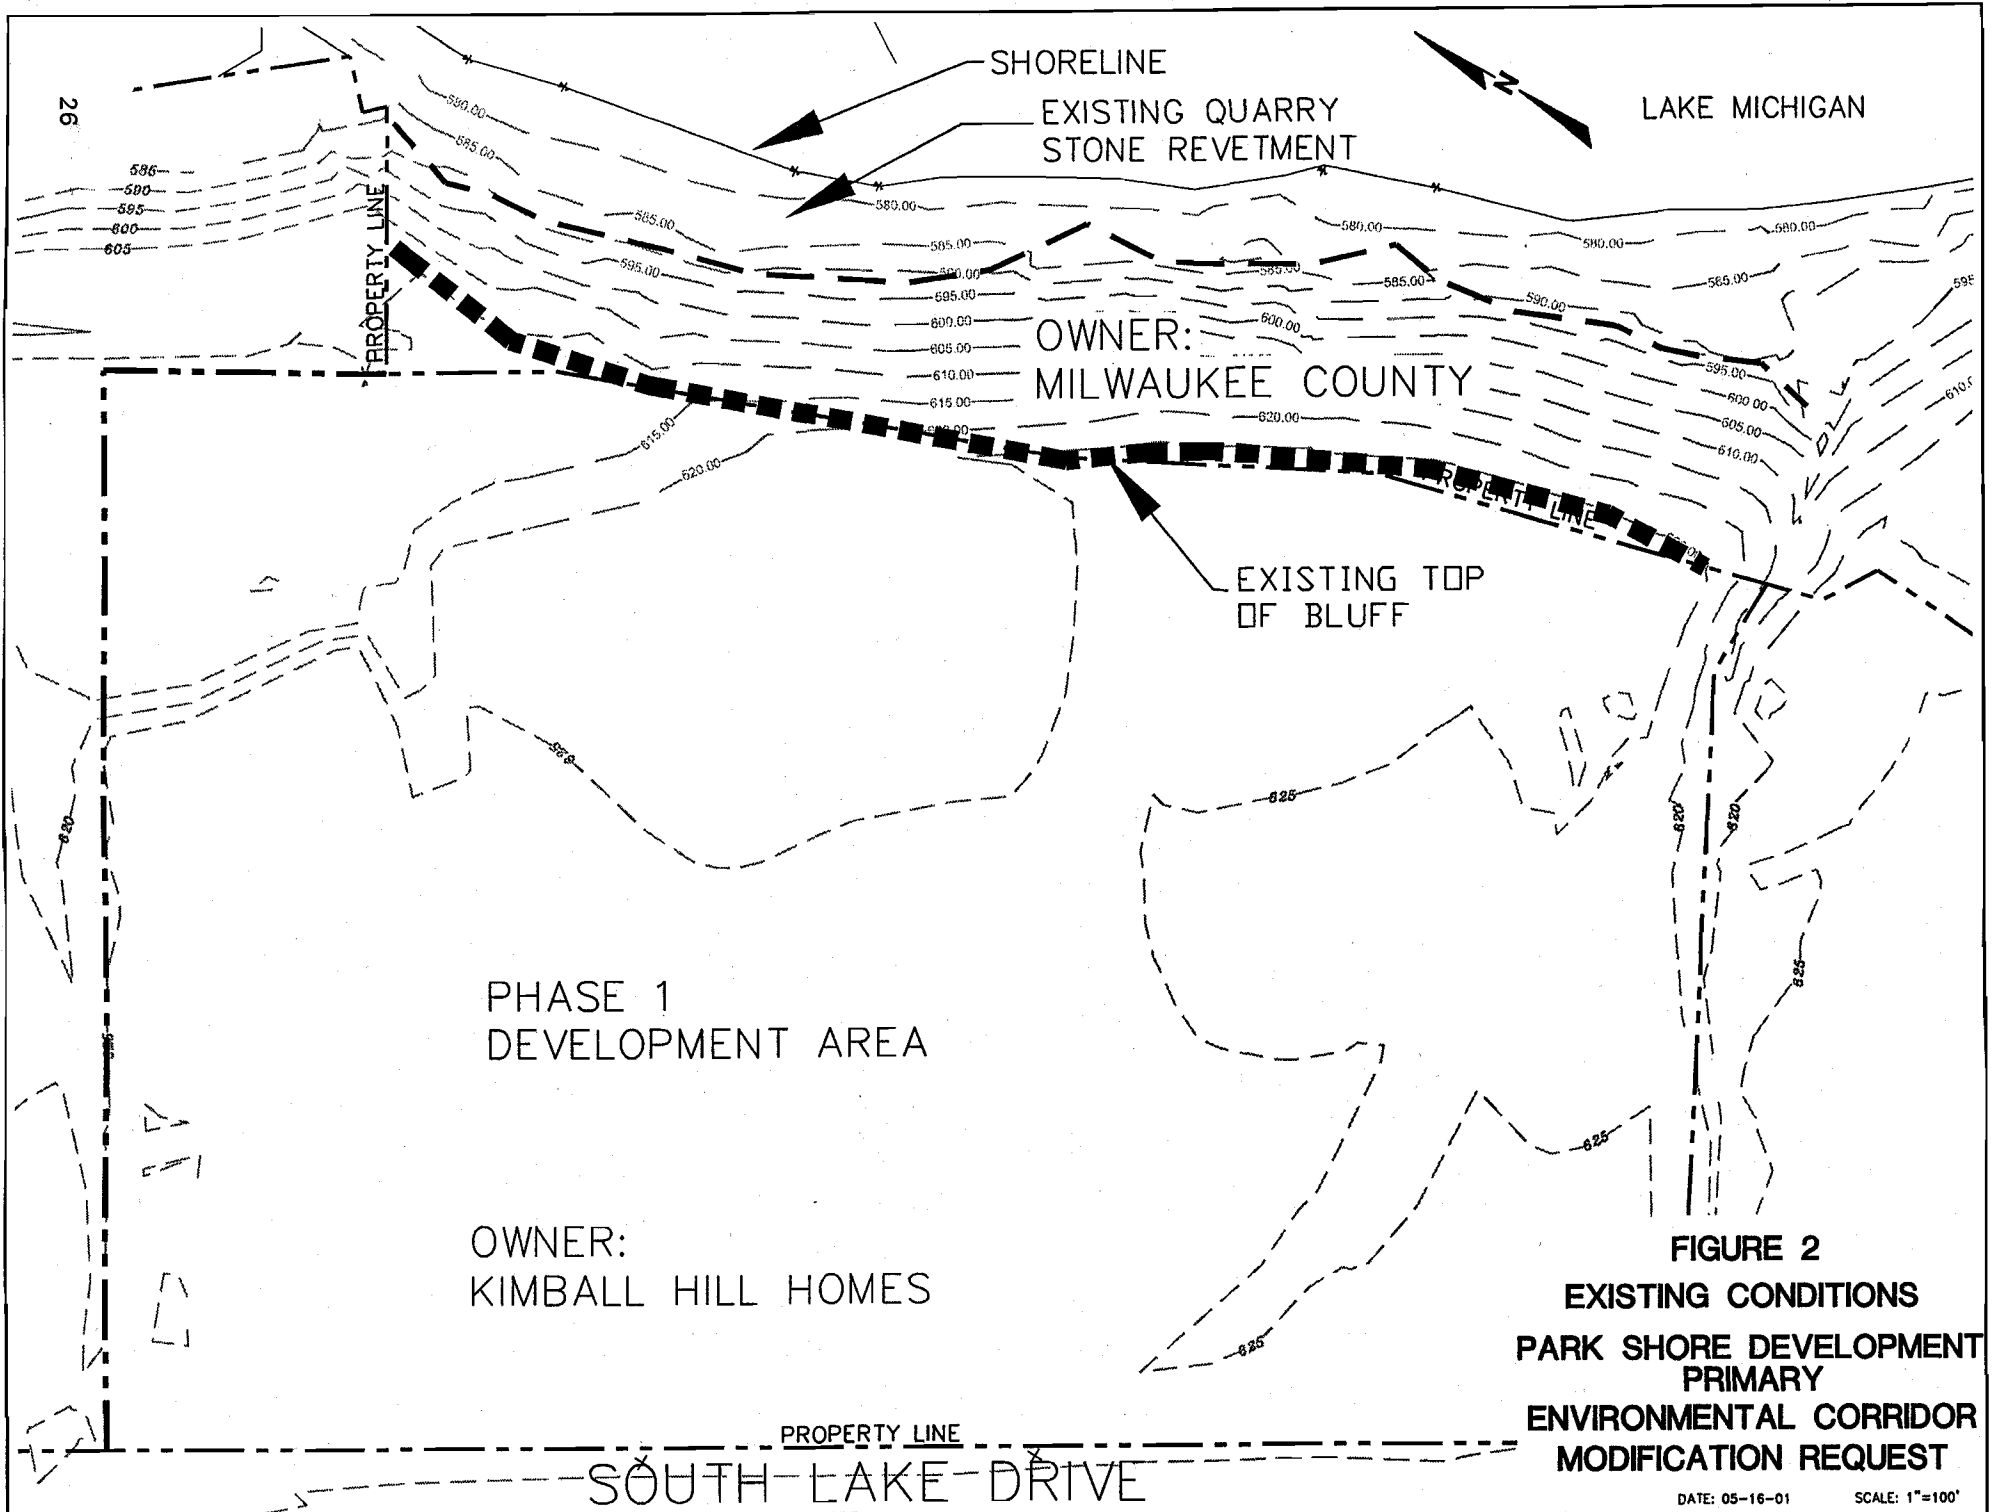 26
SHORELINE
EXISTING QUARRY
STONE REVETMENT
N
LAKE MICHIGAN
580.00
585.00
585
590
595
600
605
PROPERTY LINE
585.00
595.00
580.00
585.00
590.00
595.00
600.00
605.00
610.00
615.00
580.00
585.00
585.00
600.00
580.00
580.00
585.00
590.00
595
OWNER:
MILWAUKEE COUNTY
595.00
600.00
605.00
610.00
620.00
615.00
620.00
PROPERTY LINE
EXISTING TOP
OF BLUFF
625
625
620
620
620
625
PHASE 1
DEVELOPMENT AREA
625
OWNER:
KIMBALL HILL HOMES
625
PROPERTY LINE
SOUTH LAKE DRIVE
FIGURE 2
EXISTING CONDITIONS
PARK SHORE DEVELOPMENT
PRIMARY
ENVIRONMENTAL CORRIDOR
MODIFICATION REQUEST
DATE: 05-16-01
SCALE: 1"=100'